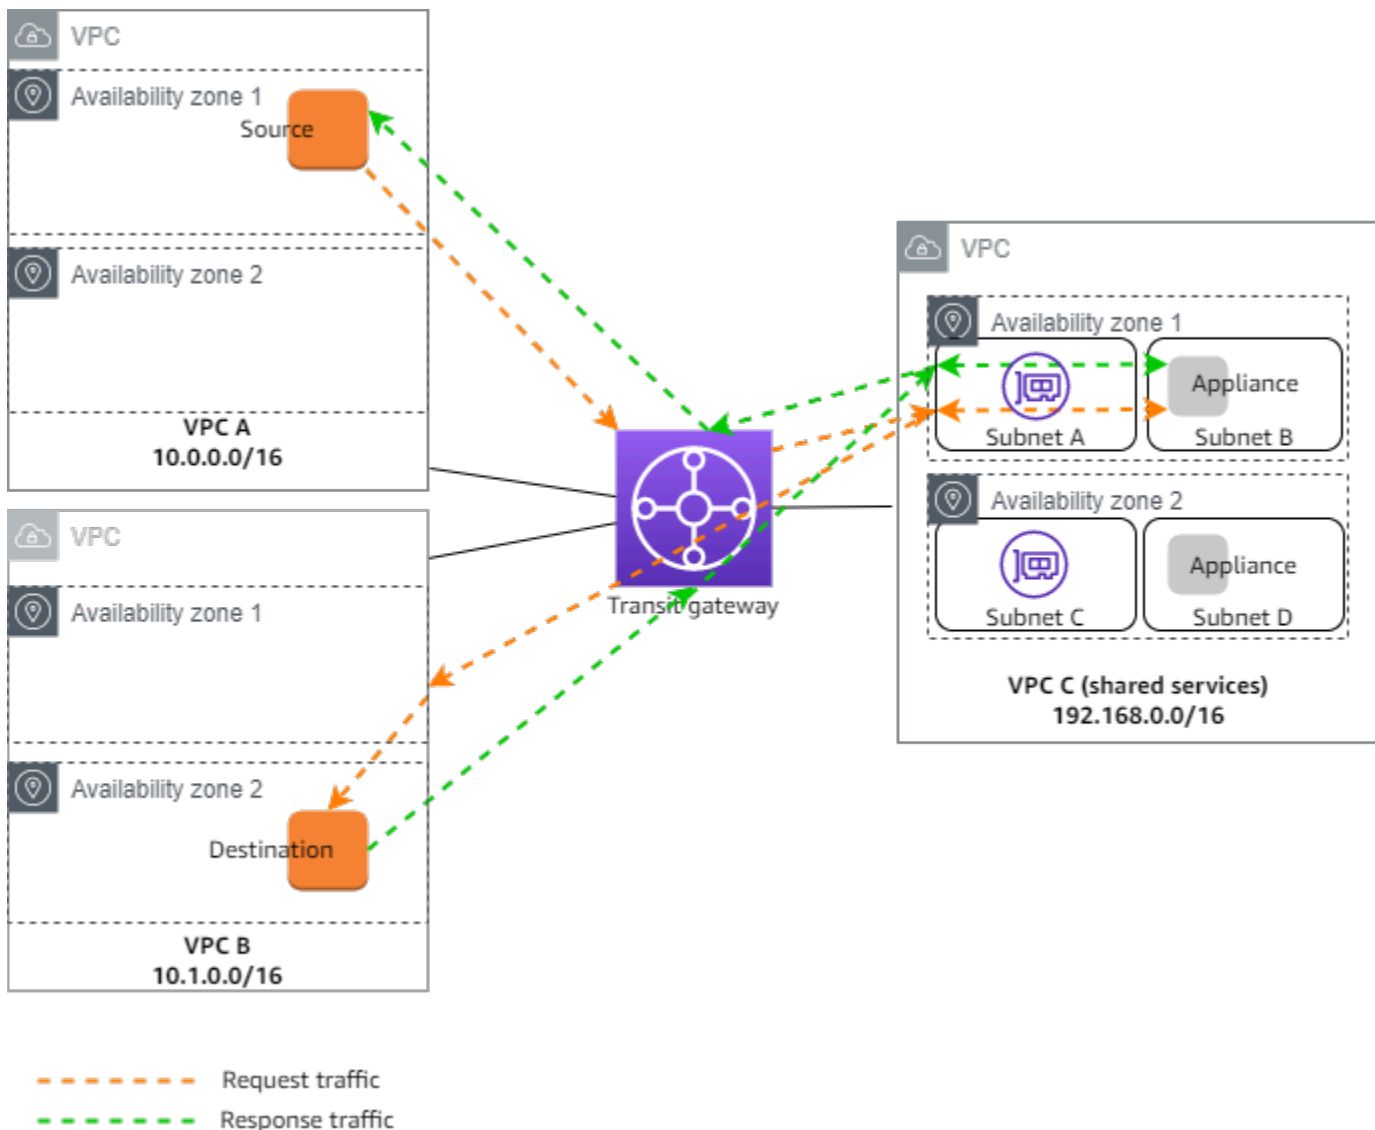 VPC
Availability zone 1
Source
Availability zone 2
VPC A
10.0.0.0/16
VPC
Availability zone 1
Availability zone 2
Destination
VPC B
10.1.0.0/16
Transit gateway
VPC
Availability zone 1
Appliance
Subnet A
Subnet B
Availability zone 2
Appliance
Subnet C
Subnet D
VPC C (shared services)
192.168.0.0/16
Request traffic
Response traffic